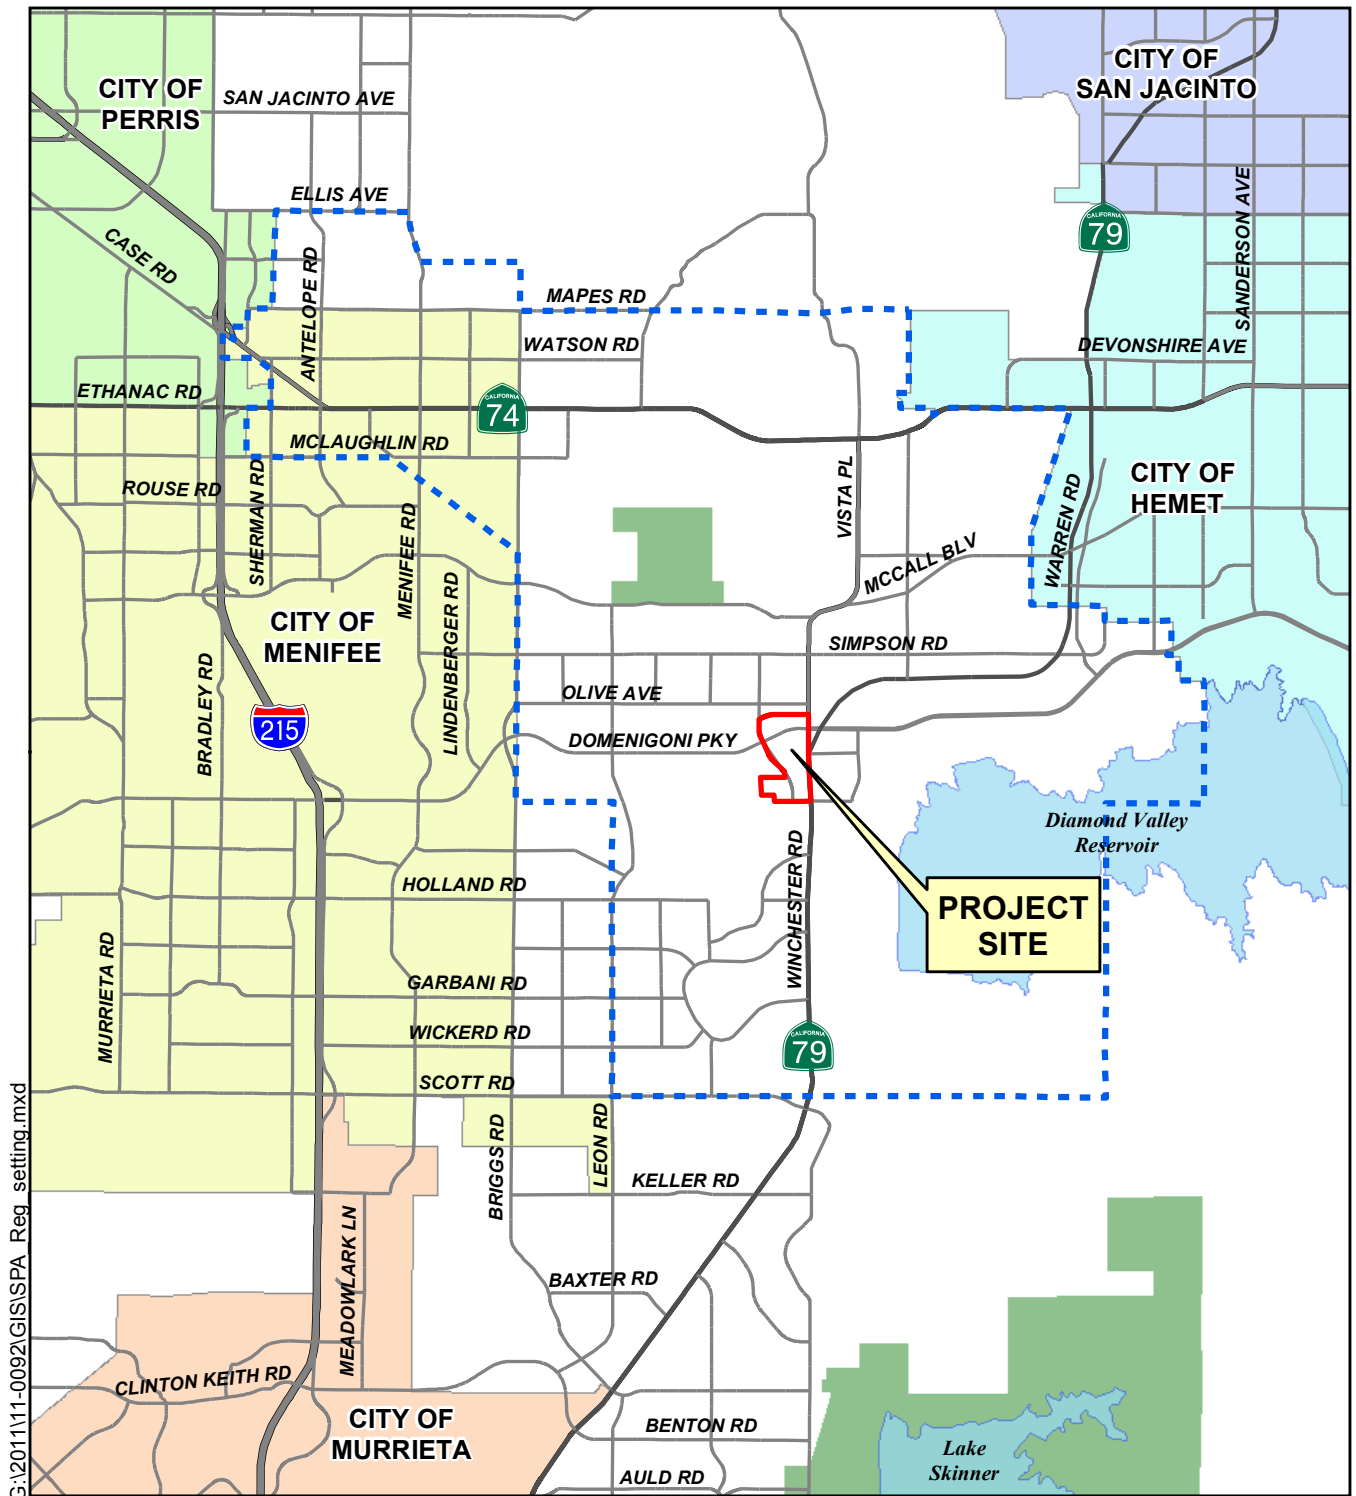 CITY OF
PERRIS
SAN JACINTO AVE
CITY OF
SAN JACINTO
ELLIS AVE
CASE RD
ANTELOPE RD
CALIFORNIA
79
SANDERSON AVE
MAPES RD
WATSON RD
DEVONSHIRE AVE
ETHANAC RD
CALIFORNIA
74
MCLAUGHLIN RD
ROUSE RD
SHERMAN RD
MENIFEE RD
VISTA PL
WARREN RD
CITY OF
HEMET
MCCALL BLV
LINDENBERGER RD
CITY OF
MENIFEE
SIMPSON RD
BRADLEY RD
OLIVE AVE
215
DOMENIGONI PKY
Diamond Valley
Reservoir
WINCHESTER RD
HOLLAND RD
PROJECT
SITE
MURRIETA RD
GARBANI RD
WICKERD RD
CALIFORNIA
79
SCOTT RD
BRIGGS RD
LEON RD
KELLER RD
MEADOWLARK LN
BAXTER RD
CLINTON KEITH RD
CITY OF
MURRIETA
BENTON RD
AULD RD
Lake
Skinner
G:\2011\11-0092\GIS\SPA_Reg_setting.mxd